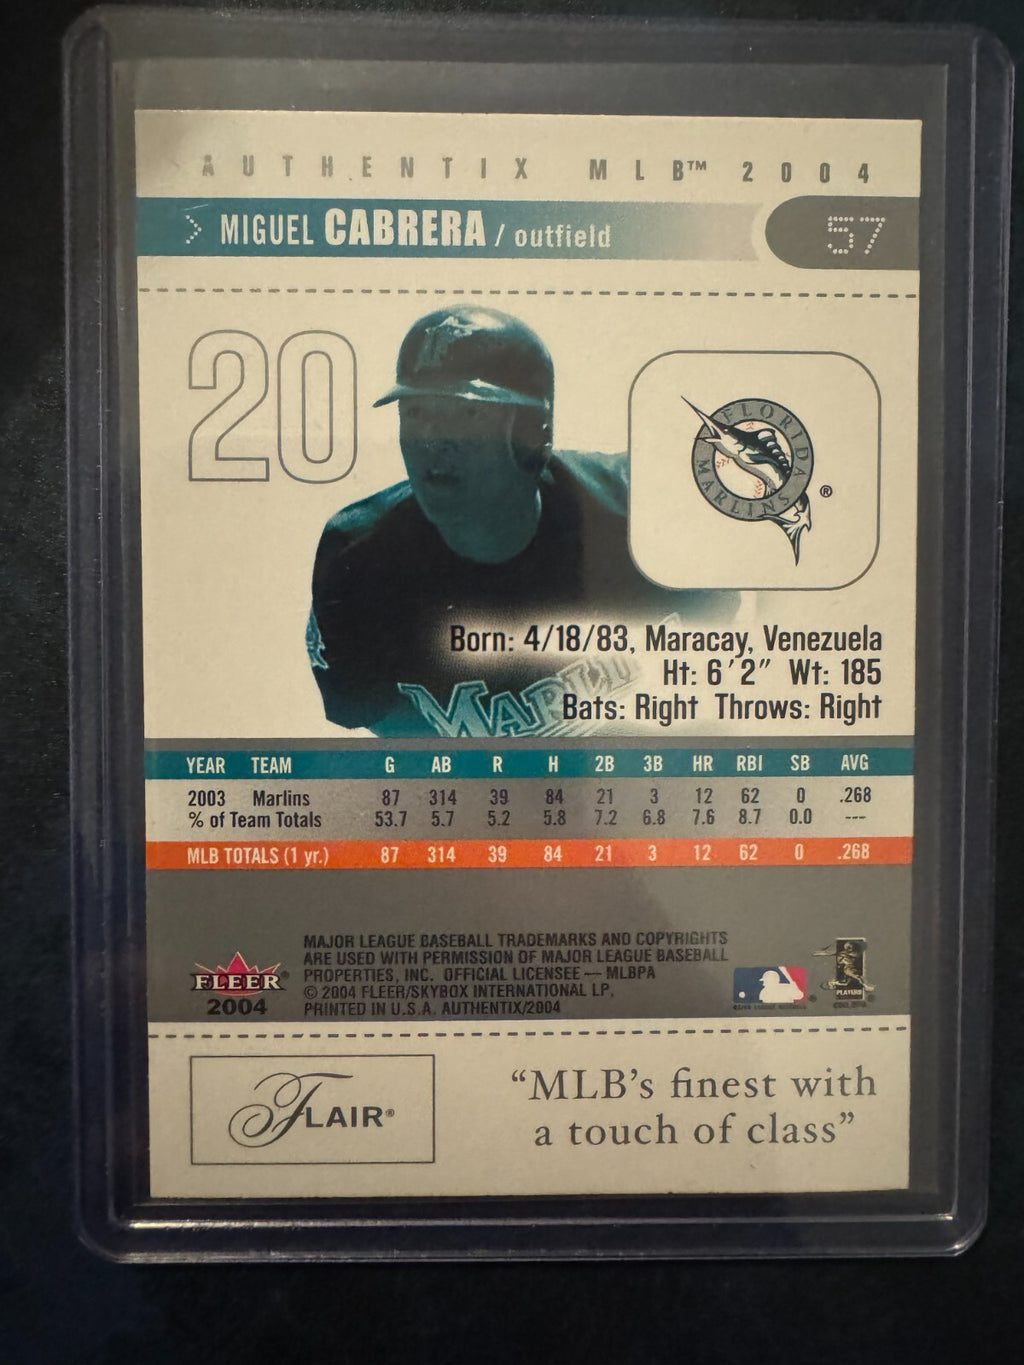 AUTHENTIX MLB™ 2004
MIGUEL CABRERA / outfield
57
20
FLORIDA
MARLINS
®
Born: 4/18/83, Maracay, Venezuela
Ht: 6'2" Wt: 185
Bats: Right Throws: Right
MARLINS
YEAR TEAM G AB R H 2B 3B HR RBI SB AVG
2003 Marlins 87 314 39 84 21 3 12 62 0 .268
% of Team Totals 53.7 5.7 5.2 5.8 7.2 6.8 7.6 8.7 0.0 ---
MLB TOTALS (1 yr.) 87 314 39 84 21 3 12 62 0 .268
MAJOR LEAGUE BASEBALL TRADEMARKS AND COPYRIGHTS
ARE USED WITH PERMISSION OF MAJOR LEAGUE BASEBALL
PROPERTIES, INC. OFFICIAL LICENSEE — MLBPA
© 2004 FLEER/SKYBOX INTERNATIONAL LP.
PRINTED IN U.S.A. AUTHENTIX/2004
FLEER®
2004
PLAYERS
FLAIR®
“MLB’s finest with
a touch of class”